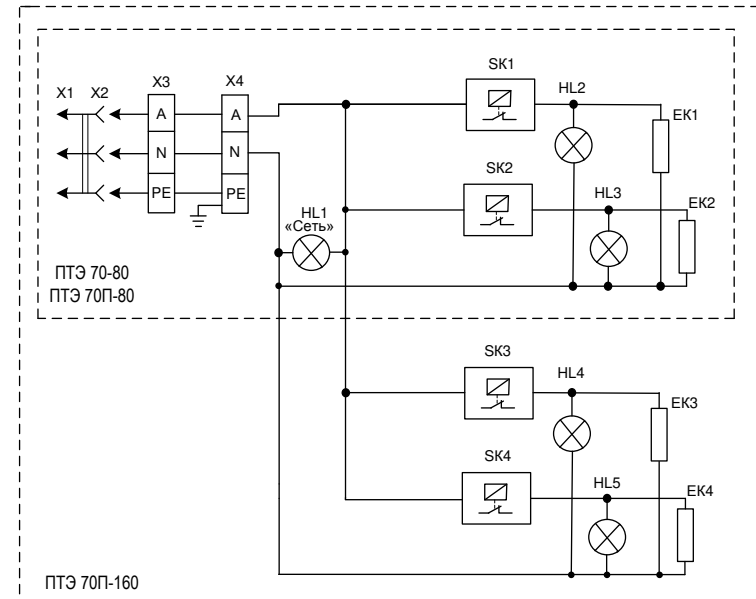 SK1
X1 X2 X3 X4
HL2
A A
EK1
N N
SK2
PE PE
HL3
EK2
HL1
«Сеть»
ПТЭ 70-80
ПТЭ 70П-80
SK3
HL4
EK3
SK4
HL5
EK4
ПТЭ 70П-160